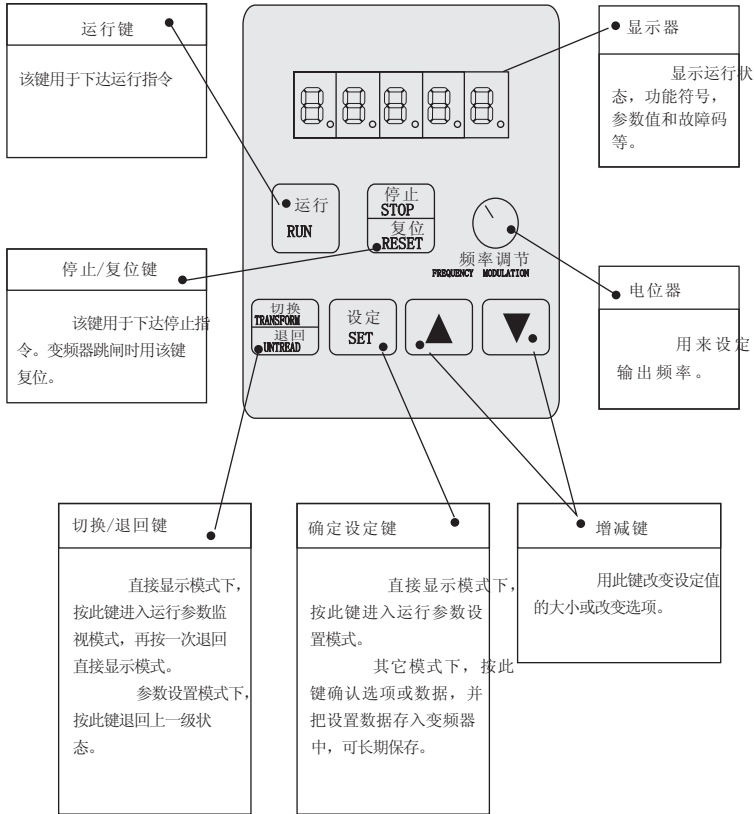 运行键
该键用于下达运行指令
显示器
显示运行状
态，功能符号，
参数值和故障码
等。
8.8.8.8.8.
运行
RUN
停止
STOP
复位
RESET
频率调节
FREQUENCY MODULATION
停止/复位键
该键用于下达停止指
令。变频器跳闸时用该键
复位。
电位器
用来设定
输出频率。
切换
TRANSFORM
退回
UNTREAD
设定
SET
切换/退回键
直接显示模式下，
按此键进入运行参数监
视模式，再按一次退回
直接显示模式。
参数设置模式下，
按此键退回上一级状
态。
确定设定键
直接显示模式下，
按此键进入运行参数设
置模式。
其它模式下，按此
键确认选项或数据，并
把设置数据存入变频器
中，可长期保存。
增减键
用此键改变设定值
的大小或改变选项。